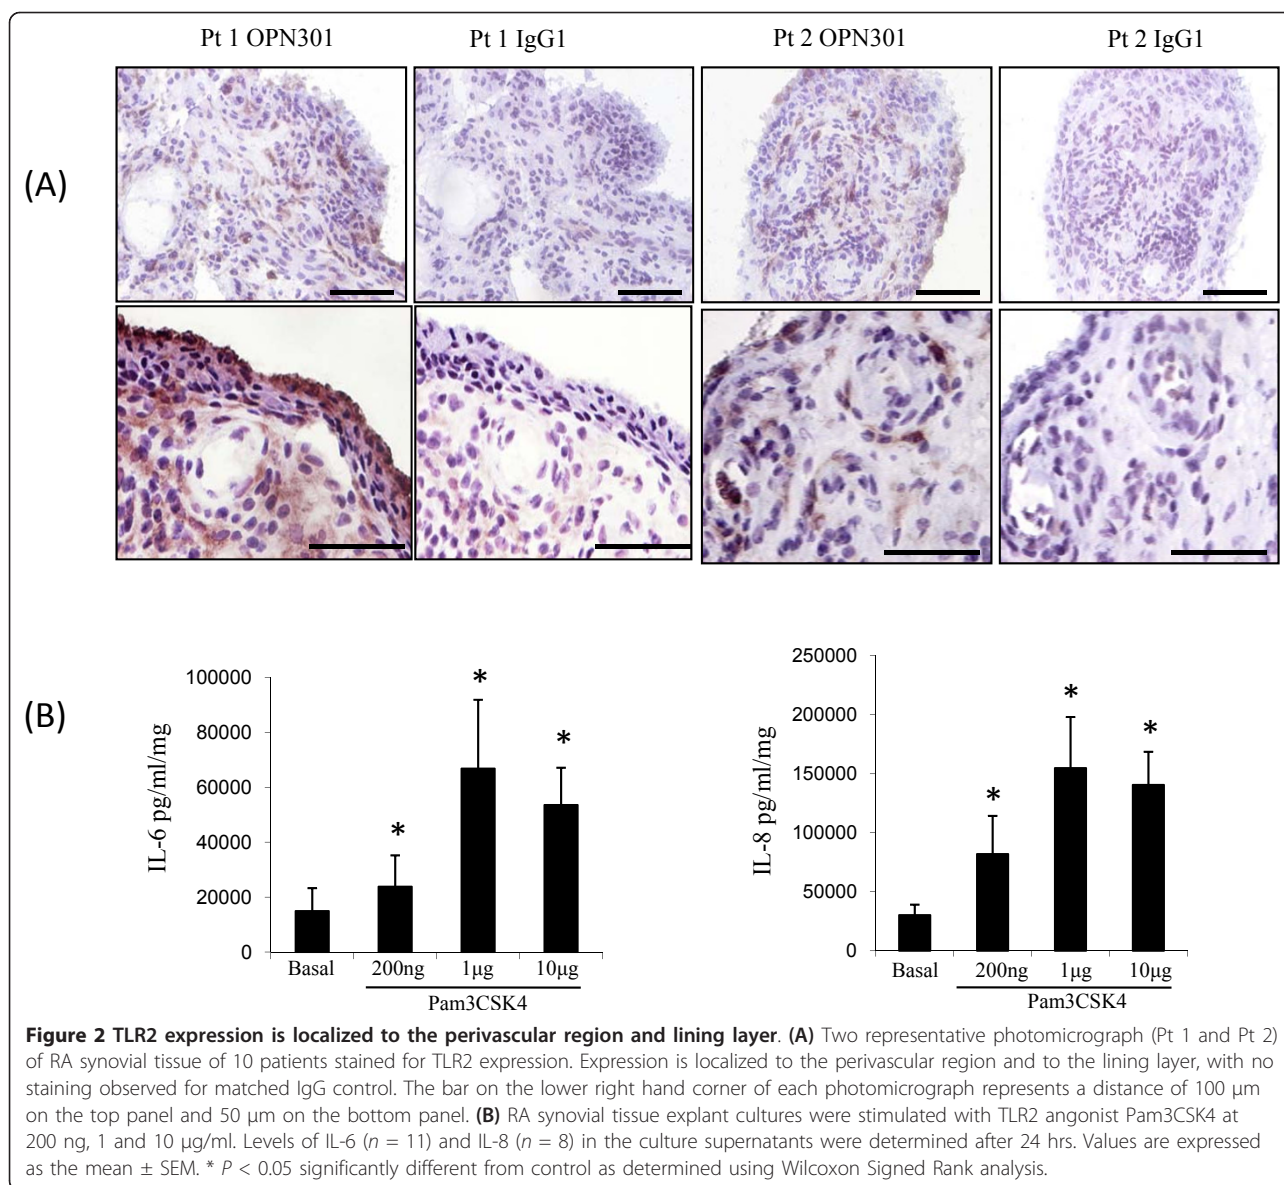 Pt 1 OPN301 Pt 1 IgG1 Pt 2 OPN301 Pt 2 IgG1
(A)
(B)
100000
80000
60000
40000
20000
0
IL-6 pg/ml/mg
* * *
Basal 200ng 1µg 10µg
Pam3CSK4
250000
200000
150000
100000
50000
0
IL-8 pg/ml/mg
* * *
Basal 200ng 1µg 10µg
Pam3CSK4
Figure 2 TLR2 expression is localized to the perivascular region and lining layer. (A) Two representative photomicrograph (Pt 1 and Pt 2)
of RA synovial tissue of 10 patients stained for TLR2 expression. Expression is localized to the perivascular region and to the lining layer, with no
staining observed for matched IgG control. The bar on the lower right hand corner of each photomicrograph represents a distance of 100 µm
on the top panel and 50 µm on the bottom panel. (B) RA synovial tissue explant cultures were stimulated with TLR2 angonist Pam3CSK4 at
200 ng, 1 and 10 µg/ml. Levels of IL-6 (n = 11) and IL-8 (n = 8) in the culture supernatants were determined after 24 hrs. Values are expressed
as the mean ± SEM. * P < 0.05 significantly different from control as determined using Wilcoxon Signed Rank analysis.